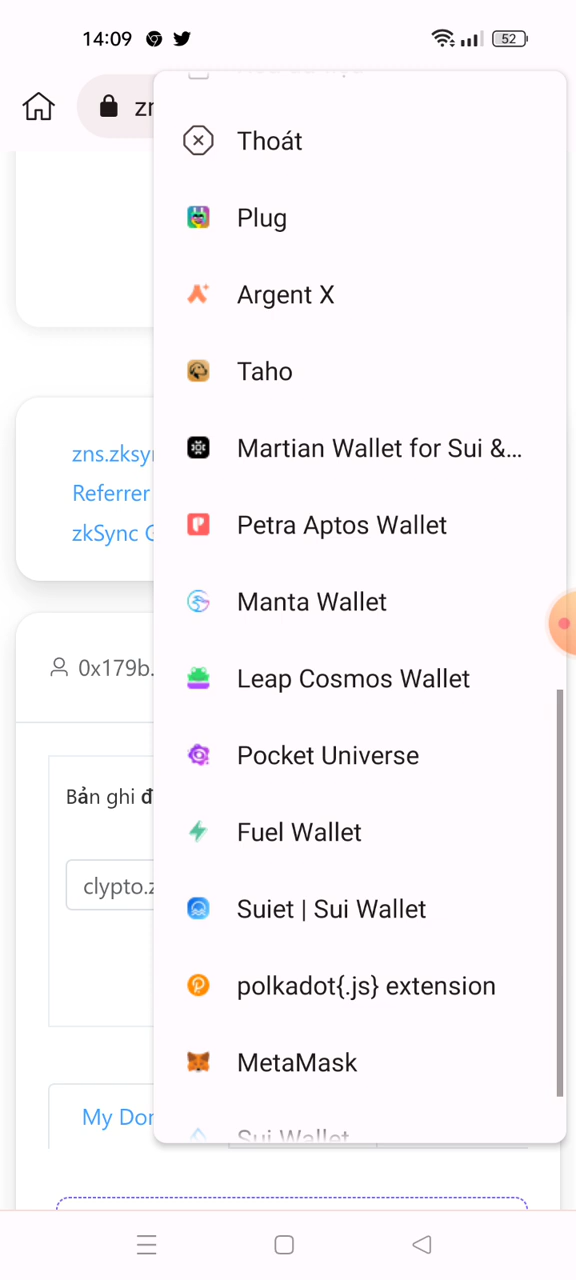 14:09
52
zr
Thoát
Plug
Argent X
Taho
zns.zksy
Martian Wallet for Sui &...
Referrer
Petra Aptos Wallet
zkSync
Manta Wallet
0x179b.
Leap Cosmos Wallet
Pocket Universe
Bản ghi đ
Fuel Wallet
clypto.z
Suiet | Sui Wallet
polkadot{.js} extension
MetaMask
My Dor
Sui Wallet